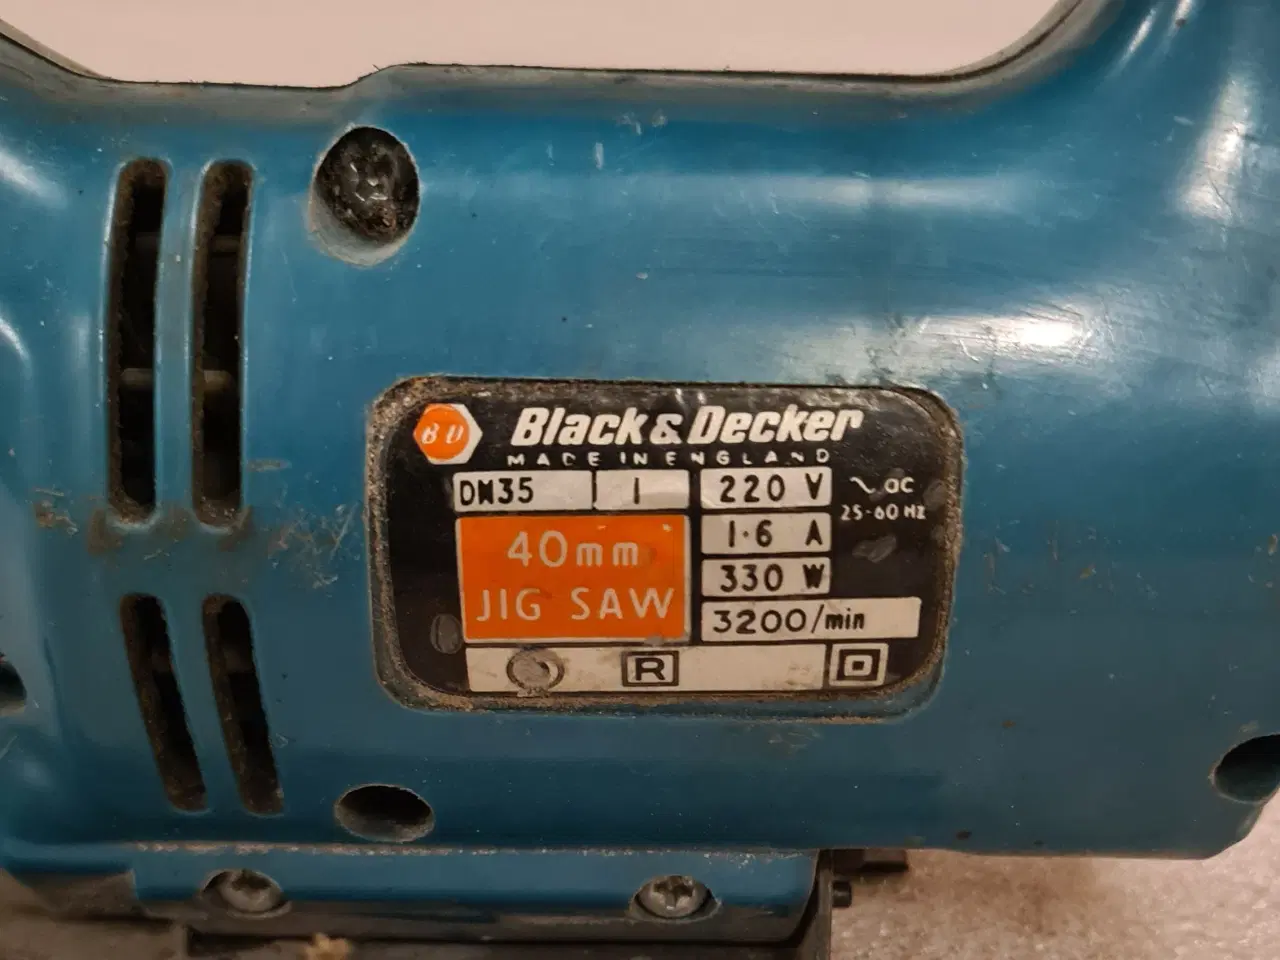 BD Black & Decker
MADE IN ENGLAND
DN35 1 220 V ~ ac
25-60 Hz
40mm 1·6 A
330 W
JIG SAW 3200/min
R